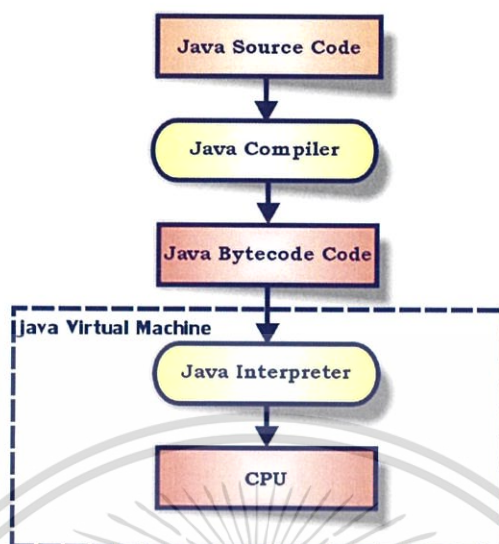 Java Source Code
Java Compiler
Java Bytecode Code
java Virtual Machine
Java Interpreter
CPU